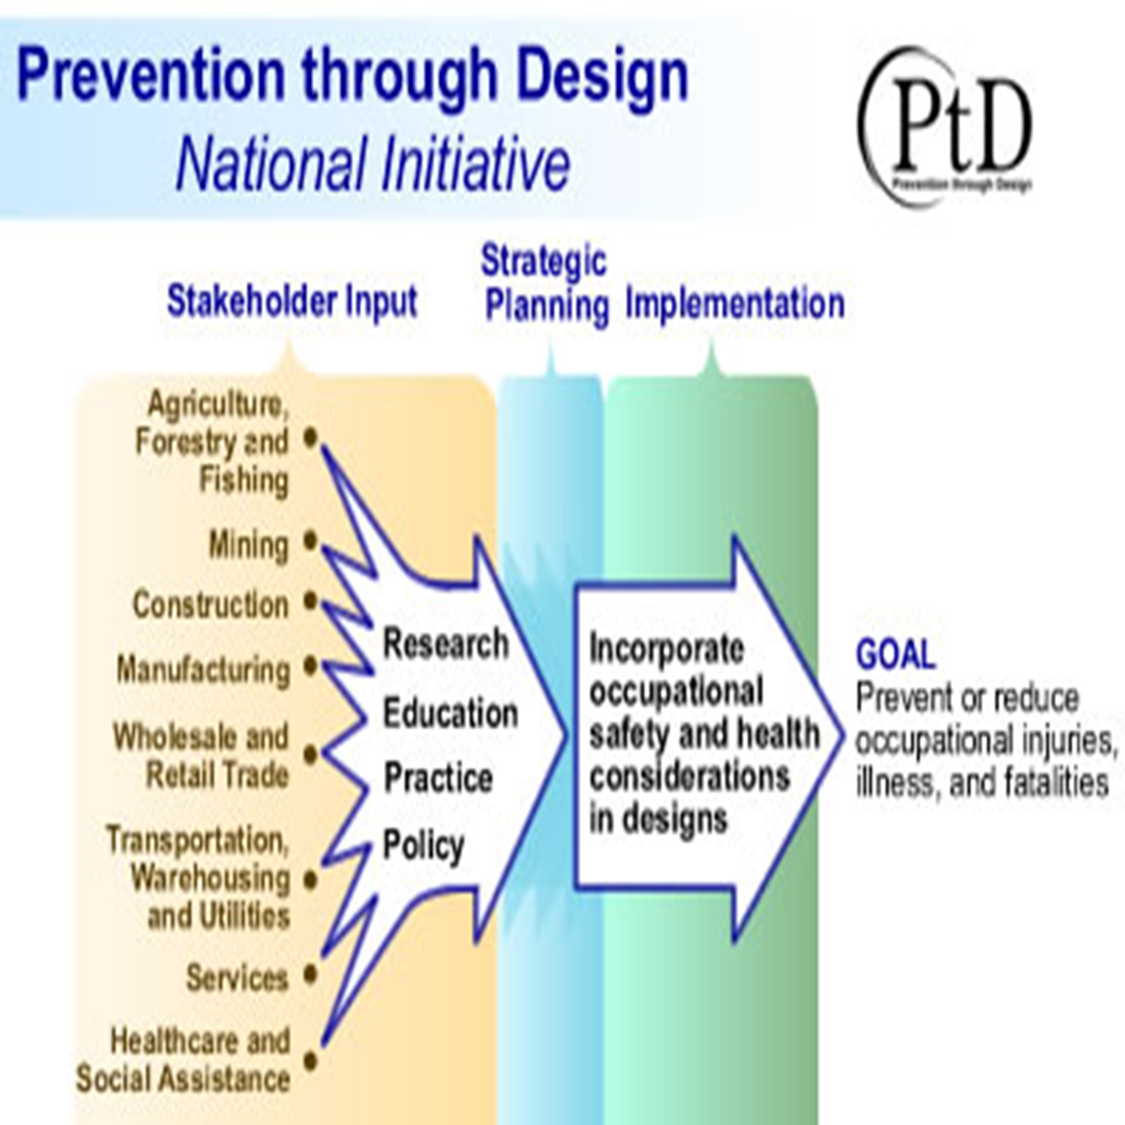 Prevention through Design
National Initiative
PtD
Prevention through Design
Stakeholder Input
Strategic
Planning
Implementation
Agriculture,
Forestry and
Fishing
Mining
Construction
Manufacturing
Wholesale and
Retail Trade
Transportation,
Warehousing
and Utilities
Services
Healthcare and
Social Assistance
Research
Education
Practice
Policy
Incorporate
occupational
safety and health
considerations
in designs
GOAL
Prevent or reduce
occupational injuries,
illness, and fatalities